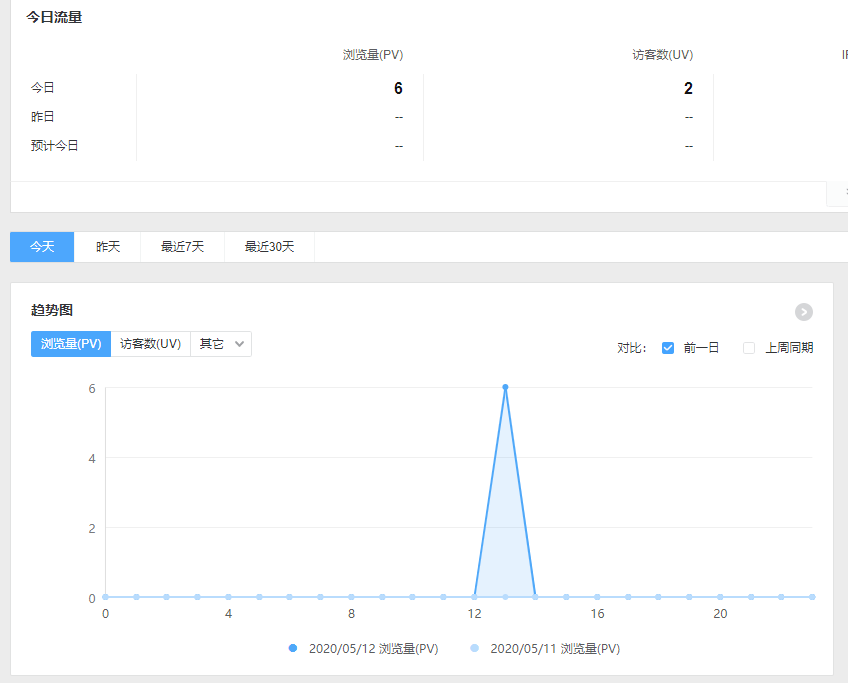 今日流量
浏览量(PV) 访客数(UV)
今日 6 2
昨日 -- --
预计今日 -- --
今天 昨天 最近7天 最近30天
趋势图
浏览量(PV) 访客数(UV) 其它
对比: 前一日 上周同期
6
4
2
0
0 4 8 12 16 20
2020/05/12 浏览量(PV) 2020/05/11 浏览量(PV)